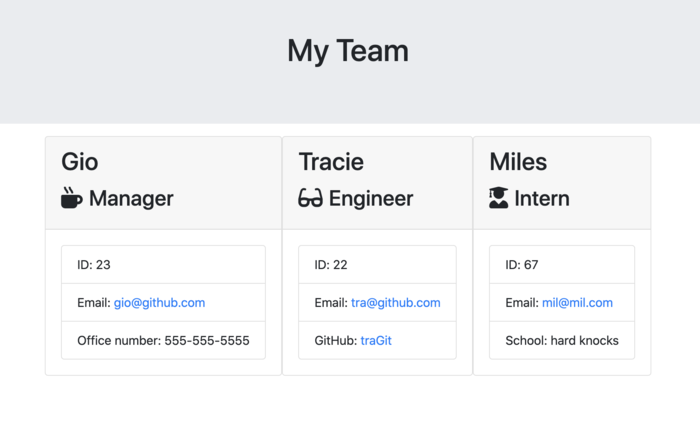 My Team
Gio
Manager
ID: 23
Email: gio@github.com
Office number: 555-555-5555
Tracie
Engineer
ID: 22
Email: tra@github.com
GitHub: traGit
Miles
Intern
ID: 67
Email: mil@mil.com
School: hard knocks